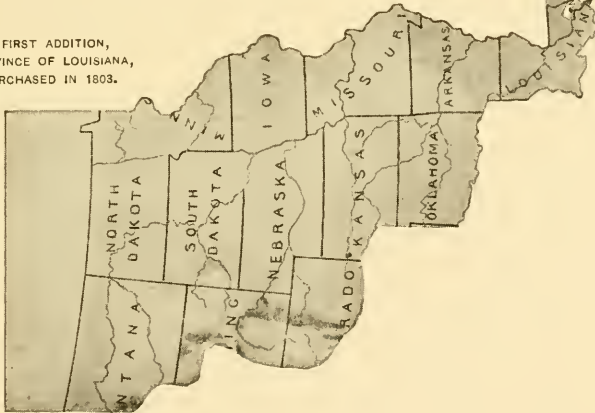 FIRST ADDITION,
VINCE OF LOUISIANA,
RCHASED IN 1803.
MINN
IOWA
MISSOURI
ARKANSAS
LOUISIAN
NORTH
DAKOTA
SOUTH
DAKOTA
NEBRASKA
KANSAS
OKLAHOMA
NTANA
ING
RADO